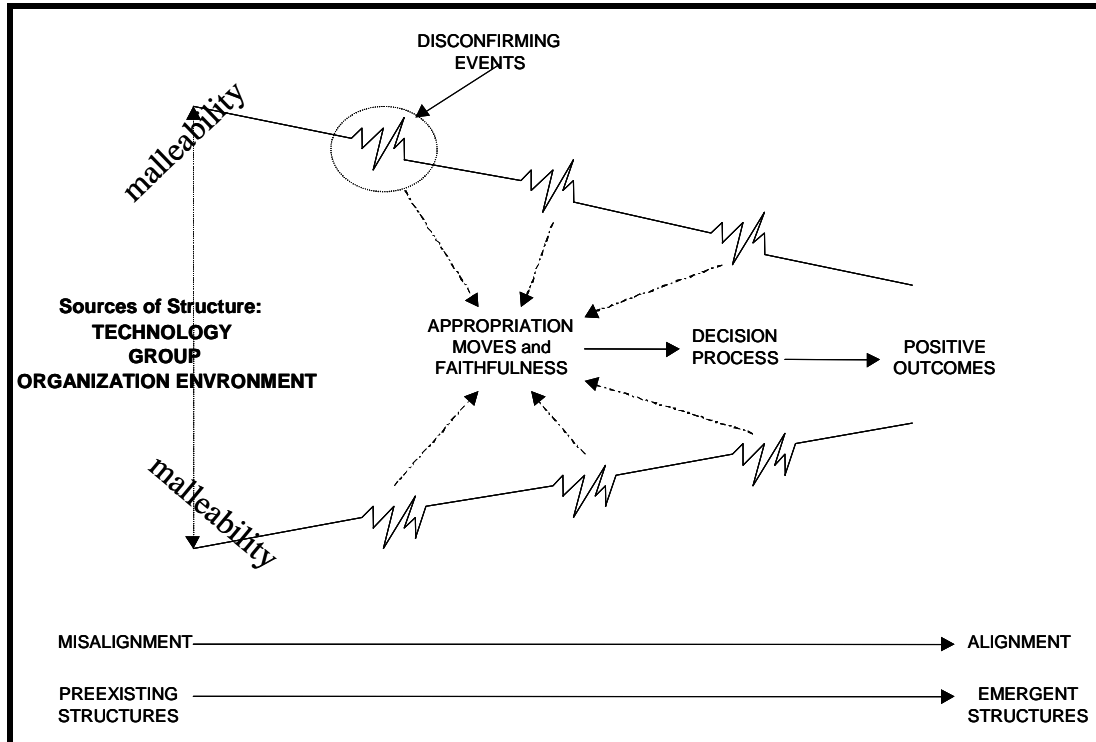 DISCONFIRMING
EVENTS
malleability
Sources of Structure:
TECHNOLOGY
GROUP
ORGANIZATION ENVRONMENT
APPROPRIATION
MOVES and
FAITHFULNESS
DECISION
PROCESS
POSITIVE
OUTCOMES
malleability
MISALIGNMENT
ALIGNMENT
PREEXISTING
STRUCTURES
EMERGENT
STRUCTURES